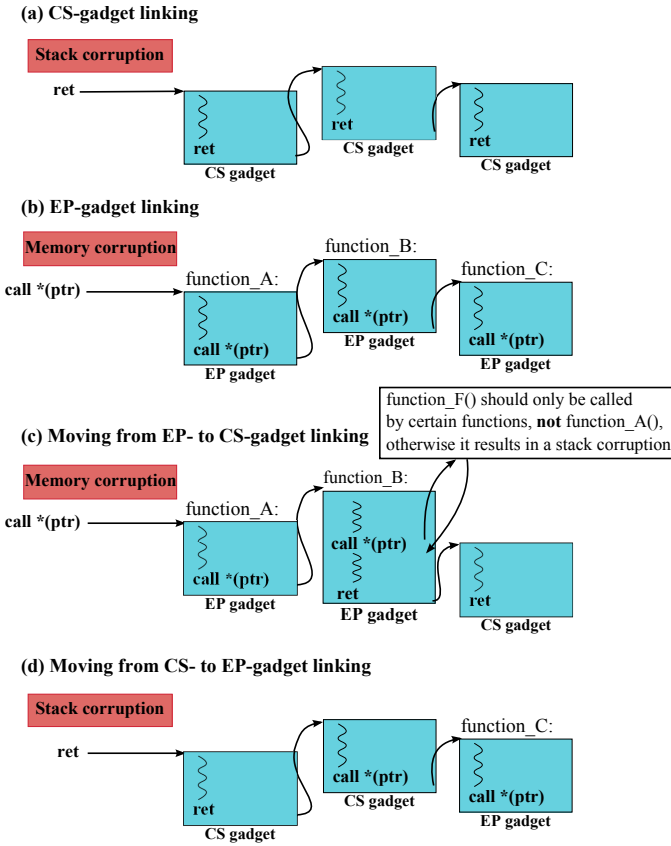 (a) CS-gadget linking
Stack corruption
ret
ret
CS gadget
ret
CS gadget
ret
CS gadget
(b) EP-gadget linking
Memory corruption
call *(ptr)
function_A:
call *(ptr)
EP gadget
function_B:
call *(ptr)
EP gadget
function_C:
call *(ptr)
EP gadget
function_F() should only be called
by certain functions, not function_A(),
otherwise it results in a stack corruption
(c) Moving from EP- to CS-gadget linking
Memory corruption
call *(ptr)
function_A:
call *(ptr)
EP gadget
function_B:
call *(ptr)
ret
EP gadget
ret
CS gadget
(d) Moving from CS- to EP-gadget linking
Stack corruption
ret
ret
CS gadget
call *(ptr)
CS gadget
function_C:
call *(ptr)
EP gadget